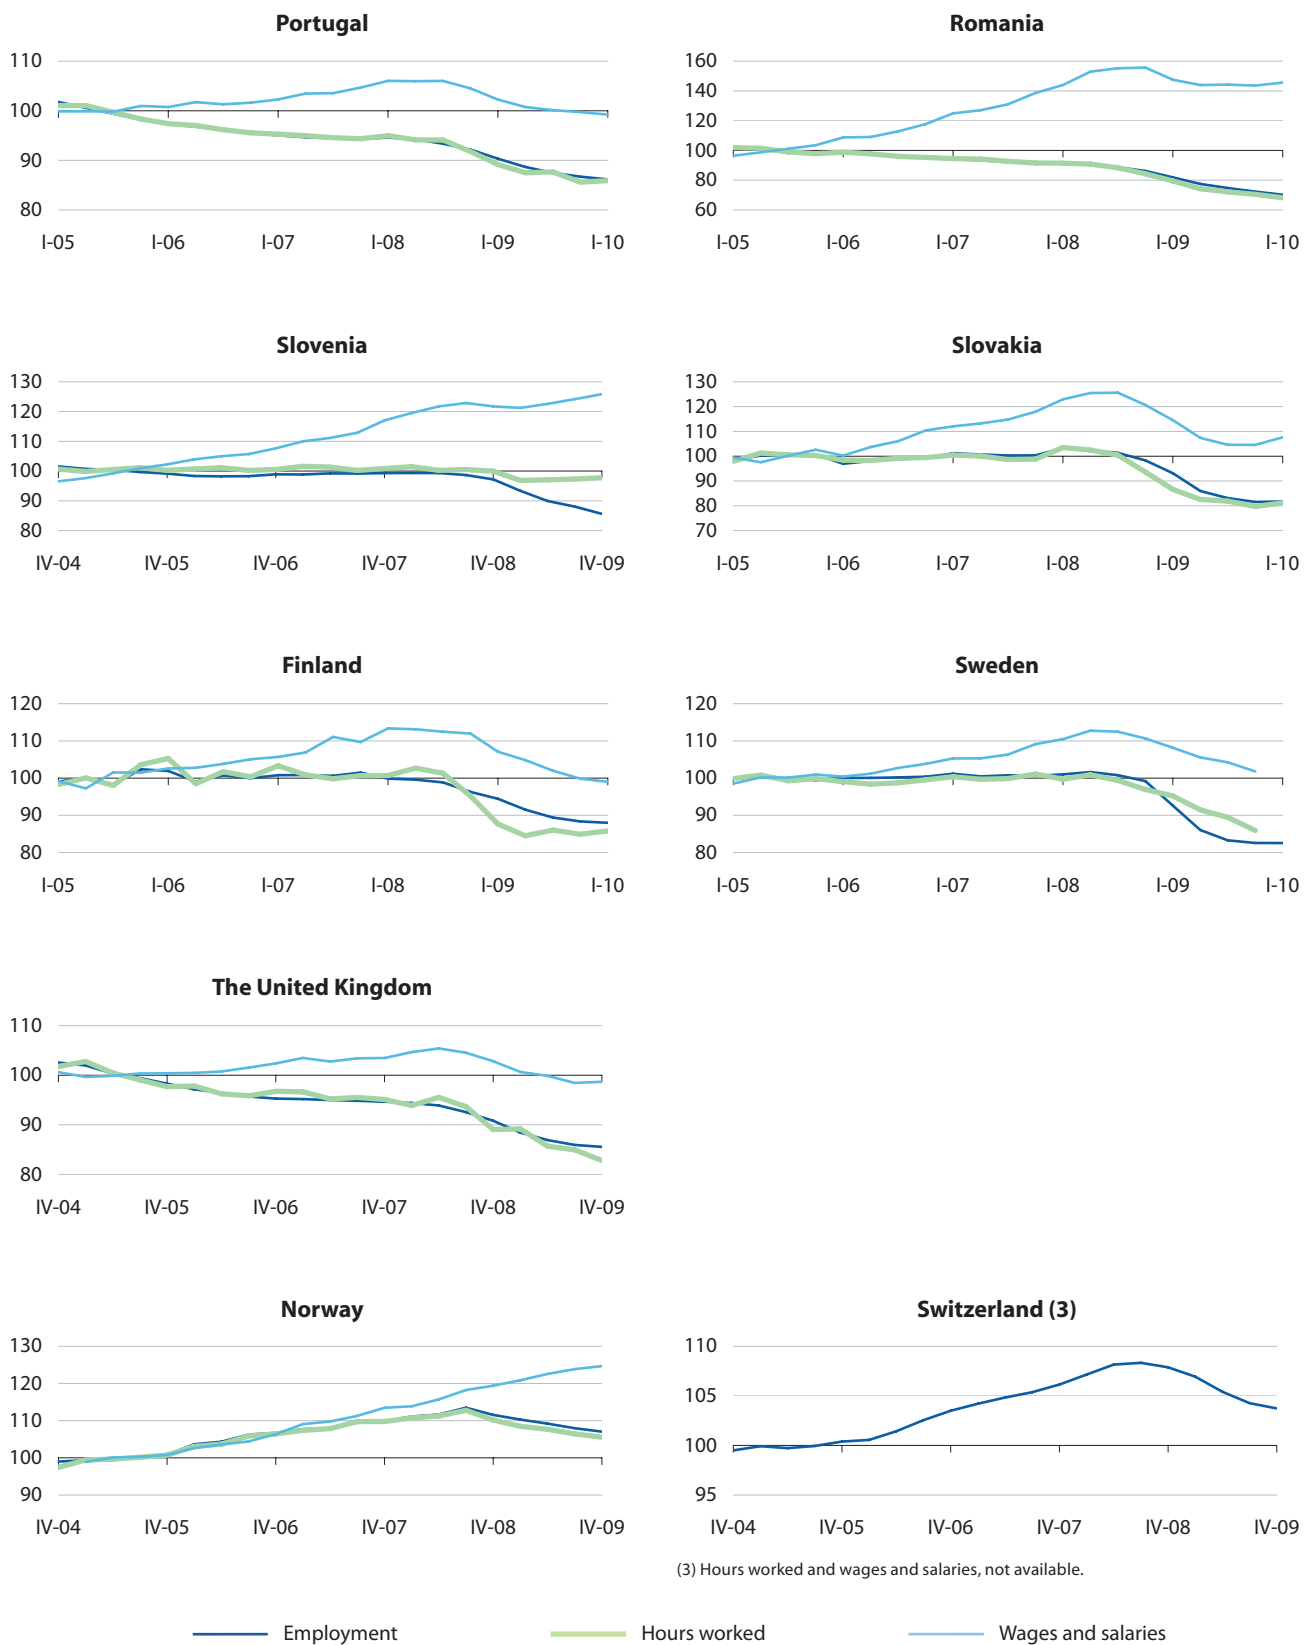 Portugal
110
100
90
80
I-05 I-06 I-07 I-08 I-09 I-10
Romania
160
140
120
100
80
60
I-05 I-06 I-07 I-08 I-09 I-10
Slovenia
130
120
110
100
90
80
IV-04 IV-05 IV-06 IV-07 IV-08 IV-09
Slovakia
130
120
110
100
90
80
70
I-05 I-06 I-07 I-08 I-09 I-10
Finland
120
110
100
90
80
I-05 I-06 I-07 I-08 I-09 I-10
Sweden
120
110
100
90
80
I-05 I-06 I-07 I-08 I-09 I-10
The United Kingdom
110
100
90
80
IV-04 IV-05 IV-06 IV-07 IV-08 IV-09
Norway
130
120
110
100
90
IV-04 IV-05 IV-06 IV-07 IV-08 IV-09
Switzerland (3)
110
105
100
95
IV-04 IV-05 IV-06 IV-07 IV-08 IV-09
(3) Hours worked and wages and salaries, not available.
Employment Hours worked Wages and salaries